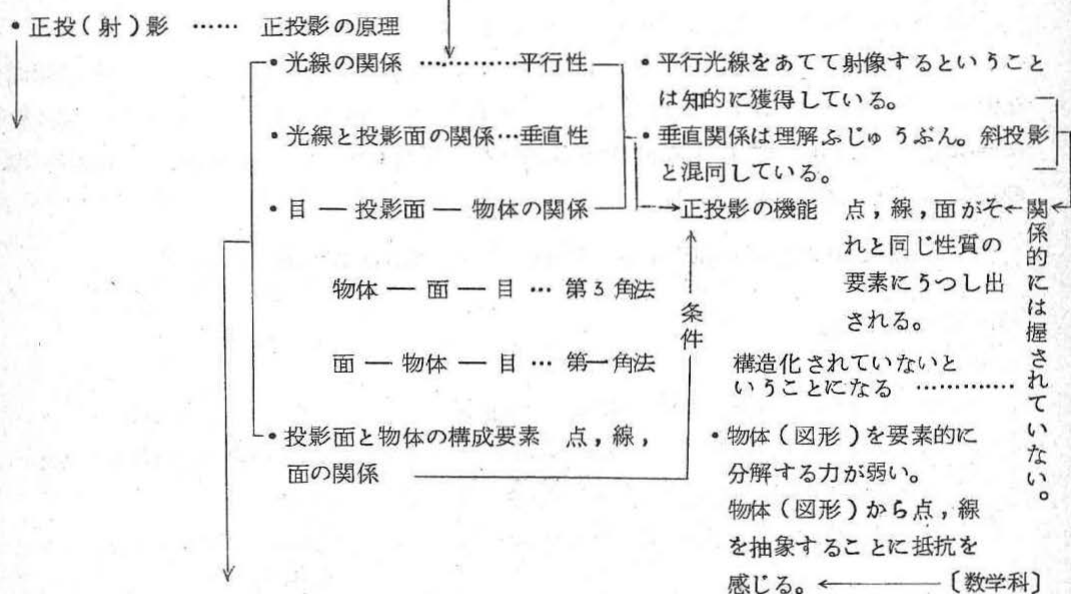 • 正投(射)影 …… 正投影の原理
• 光線の関係 …………平行性
• 平行光線をあてて射像するということ
は知的に獲得している。
• 光線と投影面の関係…垂直性
• 垂直関係は理解ふじゅうぶん。斜投影
と混同している。
• 目 — 投影面 — 物体の関係
正投影の機能 点,線,面がそ
れと同じ性質の
要素にうつし出
される。
関係的には握されていない。
物体 — 面 — 目 … 第3角法
条件
面 — 物体 — 目 … 第一角法
構造化されていないと
いうことになる …………
• 投影面と物体の構成要素 点,線,
面の関係
• 物体(図形)を要素的に
分解する力が弱い。
物体(図形)から点,線
を抽象することに抵抗を
感じる。
〔数学科〕